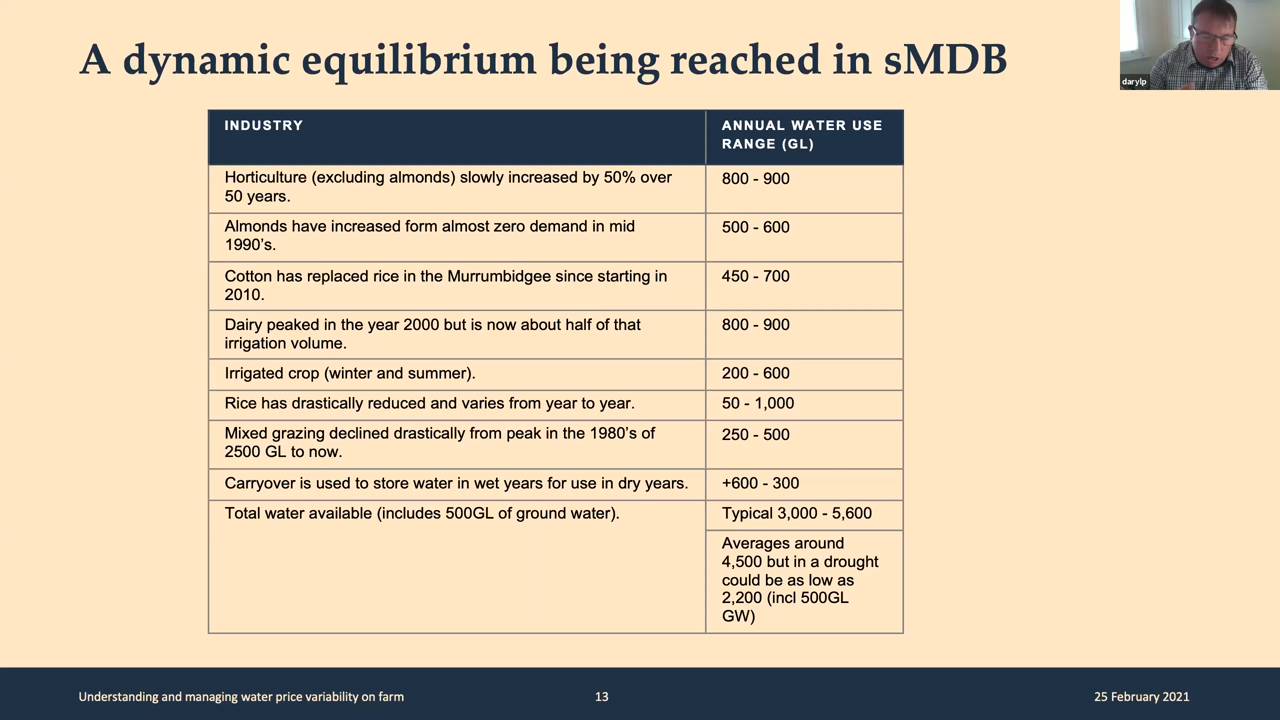 A dynamic equilibrium being reached in sMDB
darylp
INDUSTRY
ANNUAL WATER USE
RANGE (GL)
Horticulture (excluding almonds) slowly increased by 50% over
50 years.
800 - 900
Almonds have increased form almost zero demand in mid
1990's.
500 - 600
Cotton has replaced rice in the Murrumbidgee since starting in
2010.
450 - 700
Dairy peaked in the year 2000 but is now about half of that
irrigation volume.
800 - 900
Irrigated crop (winter and summer).
200 - 600
Rice has drastically reduced and varies from year to year.
50 - 1,000
Mixed grazing declined drastically from peak in the 1980's of
2500 GL to now.
250 - 500
Carryover is used to store water in wet years for use in dry years.
+600 - 300
Total water available (includes 500GL of ground water).
Typical 3,000 - 5,600
Averages around
4,500 but in a drought
could be as low as
2,200 (incl 500GL
GW)
Understanding and managing water price variability on farm
13
25 February 2021